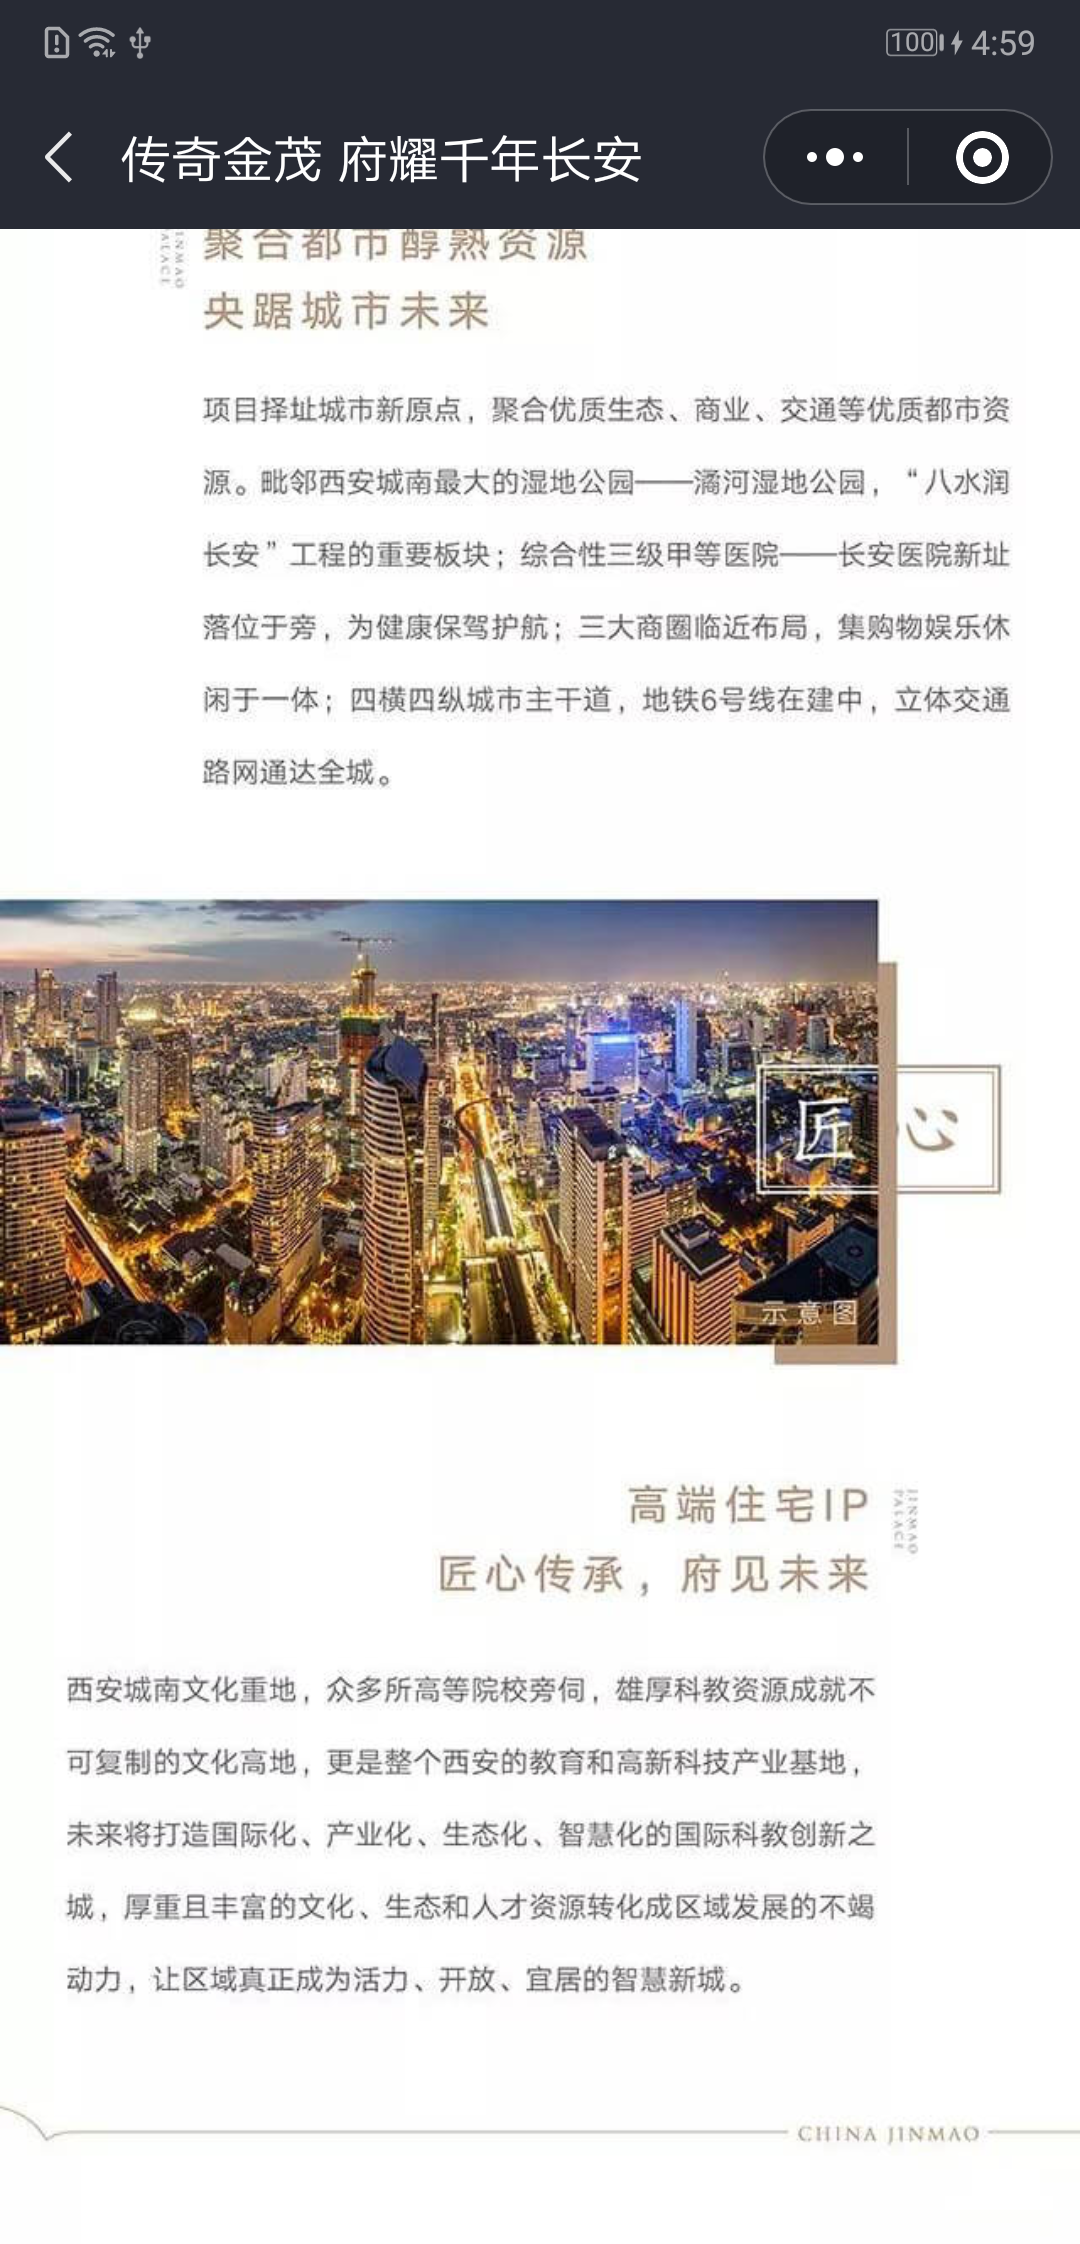 100 4:59
传奇金茂 府耀千年长安
聚合都市醇熟资源
JINMAO
PALACE
央踞城市未来
项目择址城市新原点，聚合优质生态、商业、交通等优质都市资
源。毗邻西安城南最大的湿地公园——潏河湿地公园，“八水润
长安”工程的重要板块；综合性三级甲等医院——长安医院新址
落位于旁，为健康保驾护航；三大商圈临近布局，集购物娱乐休
闲于一体；四横四纵城市主干道，地铁6号线在建中，立体交通
路网通达全城。
匠心
示意图
高端住宅IP
JINMAO
PALACE
匠心传承，府见未来
西安城南文化重地，众多所高等院校旁伺，雄厚科教资源成就不
可复制的文化高地，更是整个西安的教育和高新科技产业基地，
未来将打造国际化、产业化、生态化、智慧化的国际科教创新之
城，厚重且丰富的文化、生态和人才资源转化成区域发展的不竭
动力，让区域真正成为活力、开放、宜居的智慧新城。
CHINA JINMAO